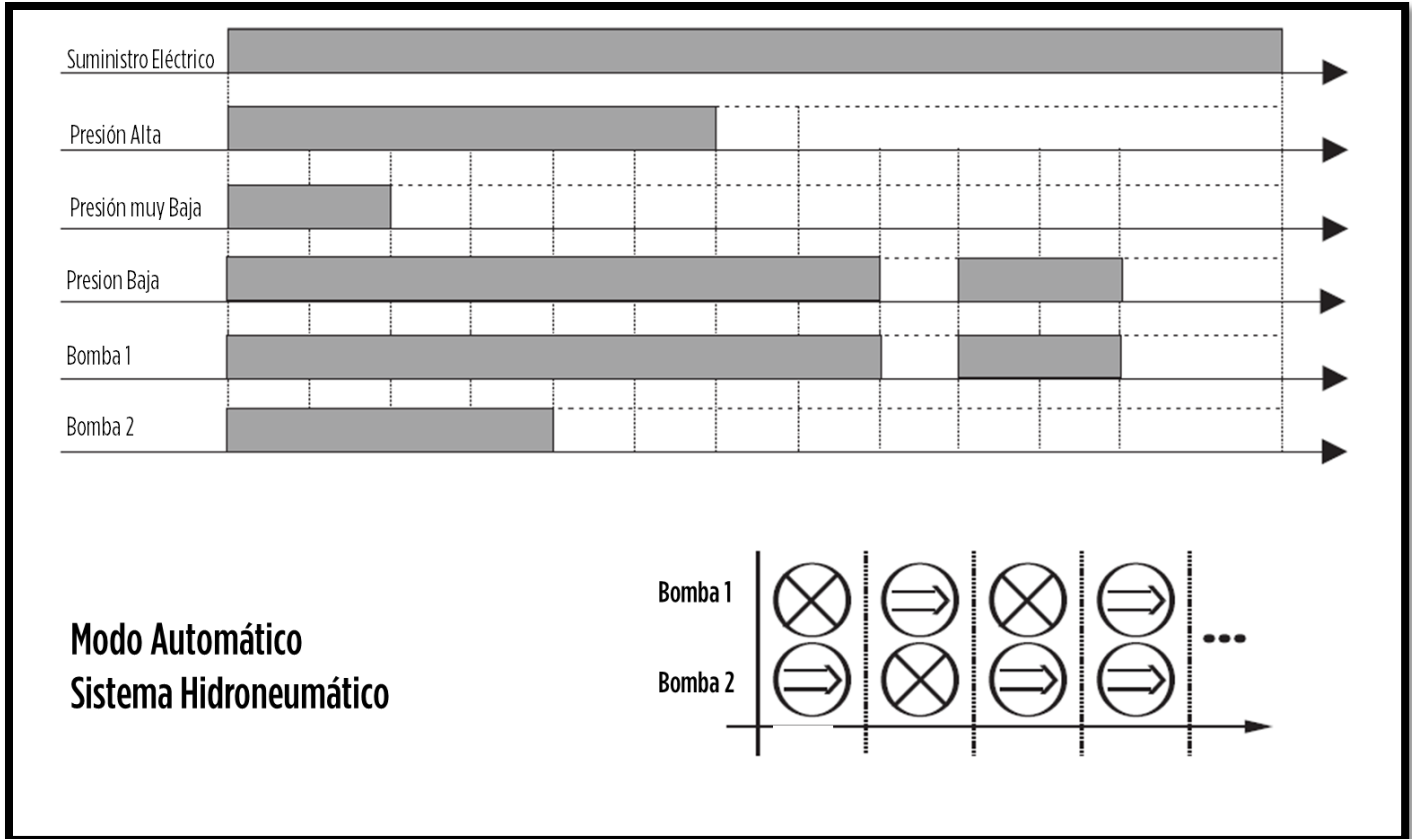 Suministro Eléctrico
Presión Alta
Presión muy Baja
Presion Baja
Bomba 1
Bomba 2
Bomba 1
Bomba 2
Modo Automático
Sistema Hidroneumático